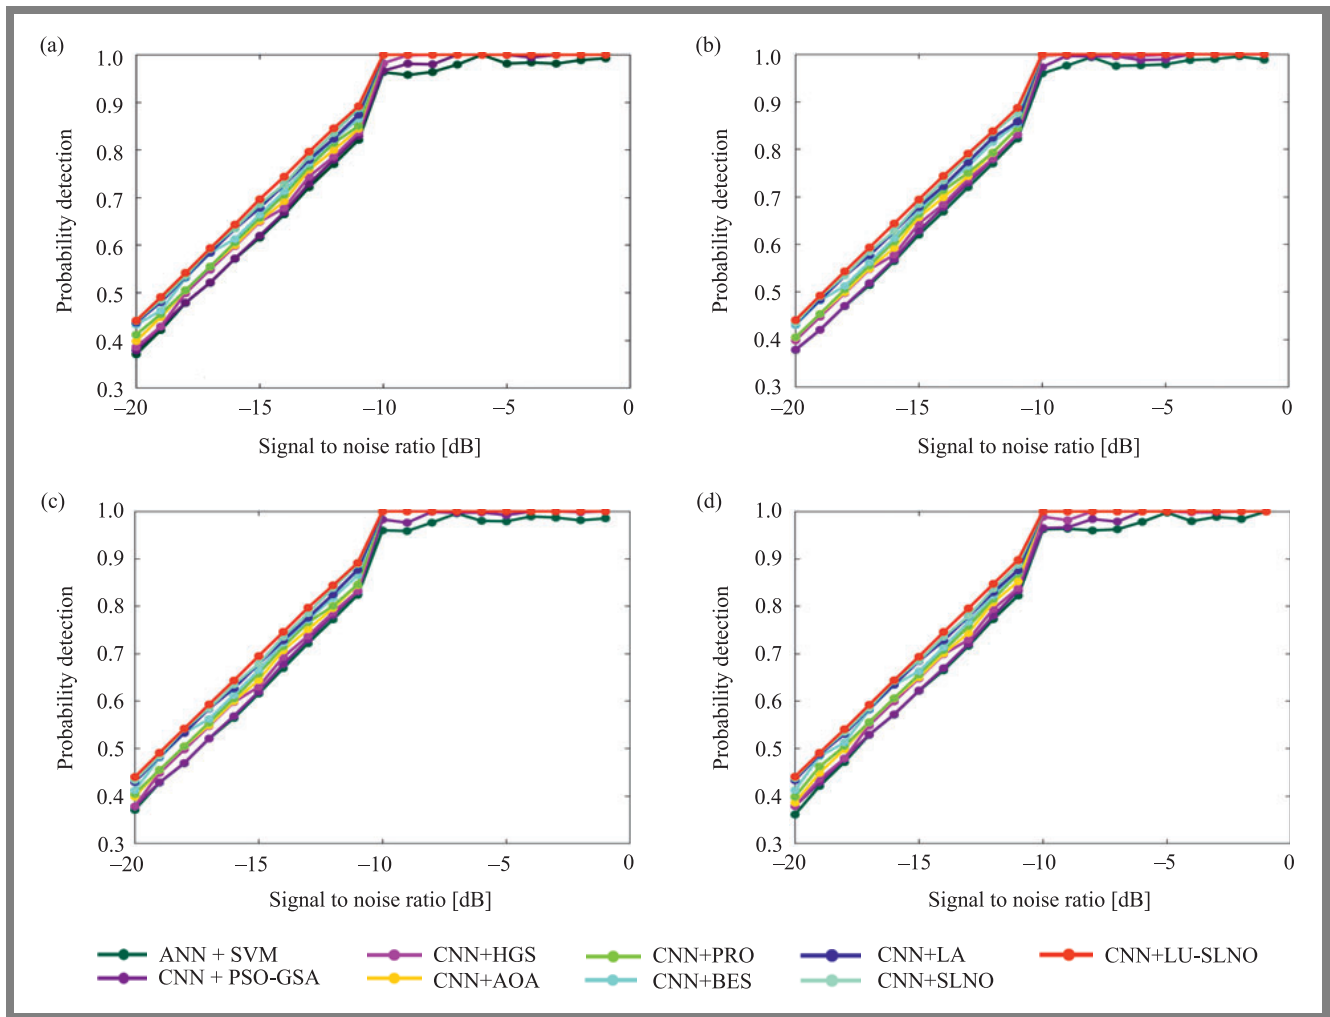 (a)
1.0
0.9
0.8
0.7
0.6
0.5
0.4
0.3
Probability detection
–20 –15 –10 –5 0
Signal to noise ratio [dB]
(b)
1.0
0.9
0.8
0.7
0.6
0.5
0.4
0.3
Probability detection
–20 –15 –10 –5 0
Signal to noise ratio [dB]
(c)
1.0
0.9
0.8
0.7
0.6
0.5
0.4
0.3
Probability detection
–20 –15 –10 –5 0
Signal to noise ratio [dB]
(d)
1.0
0.9
0.8
0.7
0.6
0.5
0.4
0.3
Probability detection
–20 –15 –10 –5 0
Signal to noise ratio [dB]
ANN + SVM CNN+HGS CNN+PRO CNN+LA CNN+LU-SLNO
CNN + PSO-GSA CNN+AOA CNN+BES CNN+SLNO